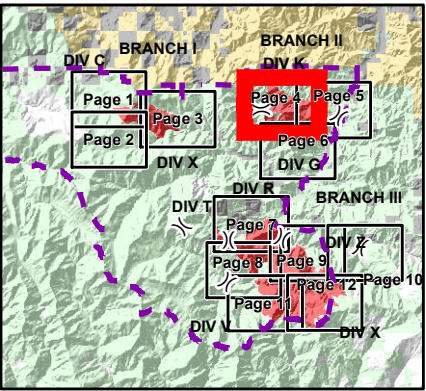 BRANCH I
BRANCH II
DIV C
DIV K
Page 1
Page 4
Page 5
Page 3
Page 2
Page 6
DIV X
DIV G
DIV R
BRANCH III
DIV T
Page 7
DIV Z
Page 8
Page 9
Page 10
Page 12
Page 11
DIV V
DIV X